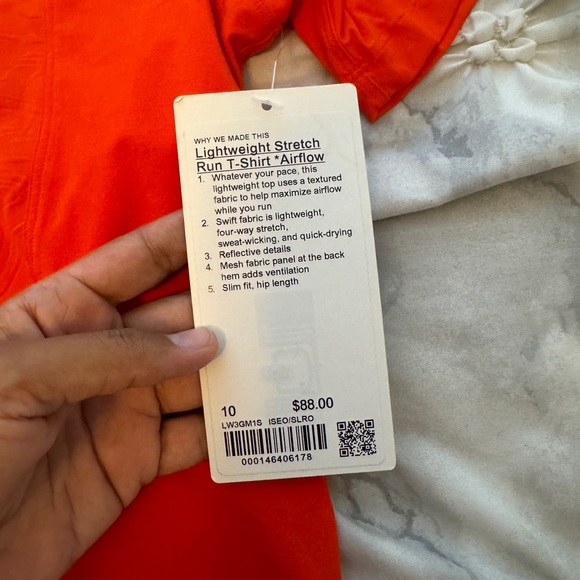 WHY WE MADE THIS
Lightweight Stretch
Run T-Shirt *Airflow
1. Whatever your pace, this
lightweight top uses a textured
fabric to help maximize airflow
while you run
2. Swift fabric is lightweight,
four-way stretch,
sweat-wicking, and quick-drying
3. Reflective details
4. Mesh fabric panel at the back
hem adds ventilation
5. Slim fit, hip length
10 $88.00
LW3GM1S ISEO/SLRO
000146406178